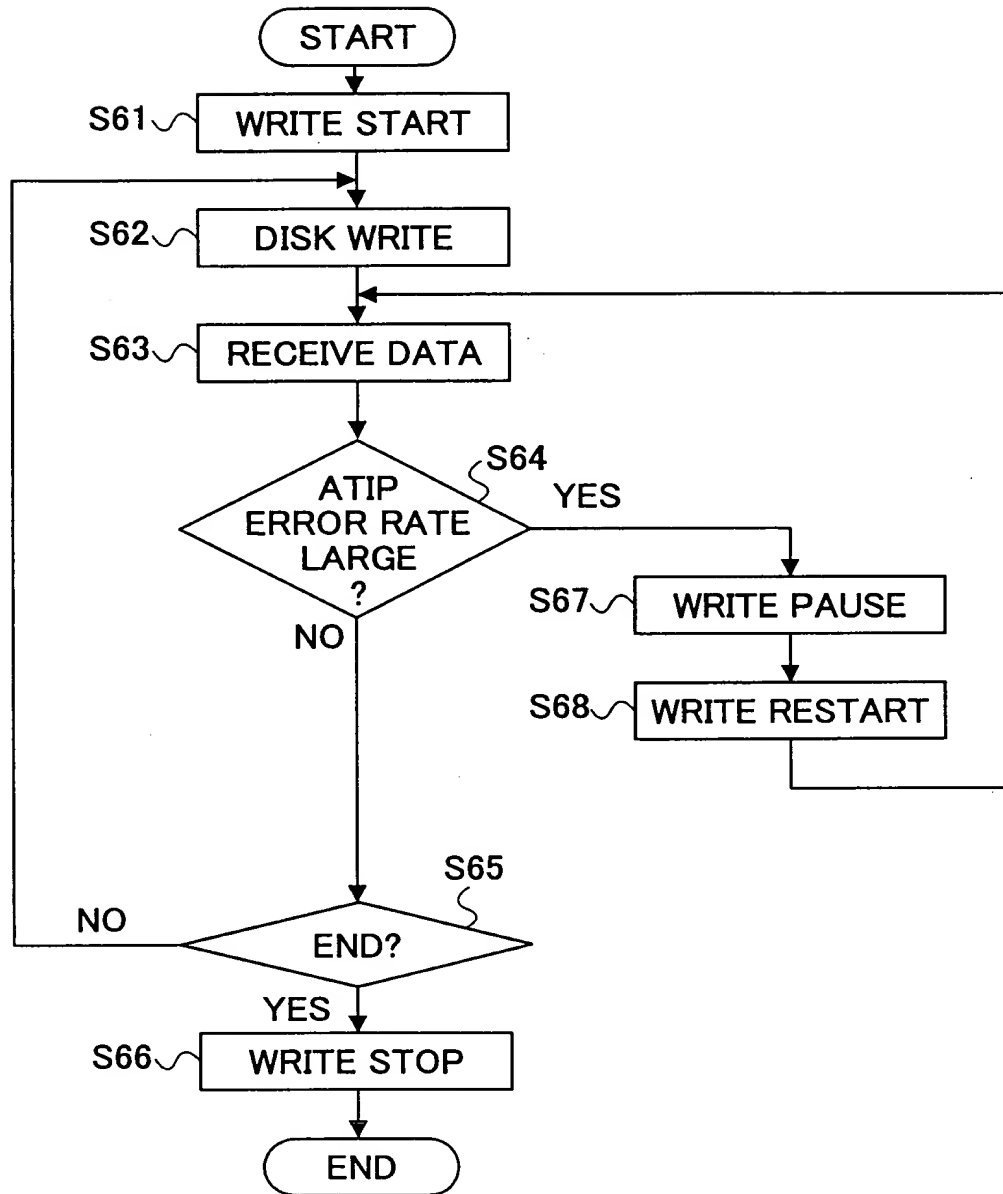 START
S61
WRITE START
S62
DISK WRITE
S63
RECEIVE DATA
S64
ATIP
ERROR RATE
LARGE
?
YES
NO
S67
WRITE PAUSE
S68
WRITE RESTART
S65
END?
NO
YES
S66
WRITE STOP
END